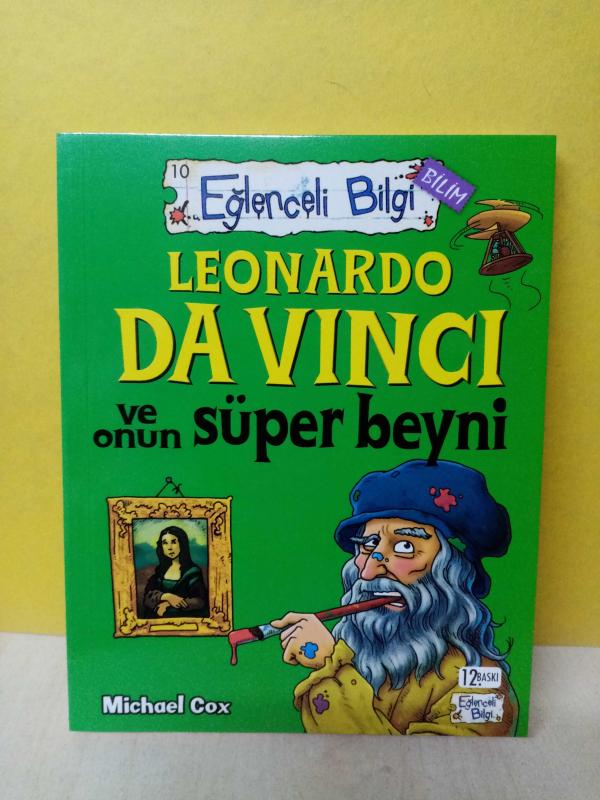 10
Eğlenceli Bilgi
BİLİM
LEONARDO
DA VINCI
ve onun süper beyni
Michael Cox
12. BASKI
Eğlenceli
Bilgi